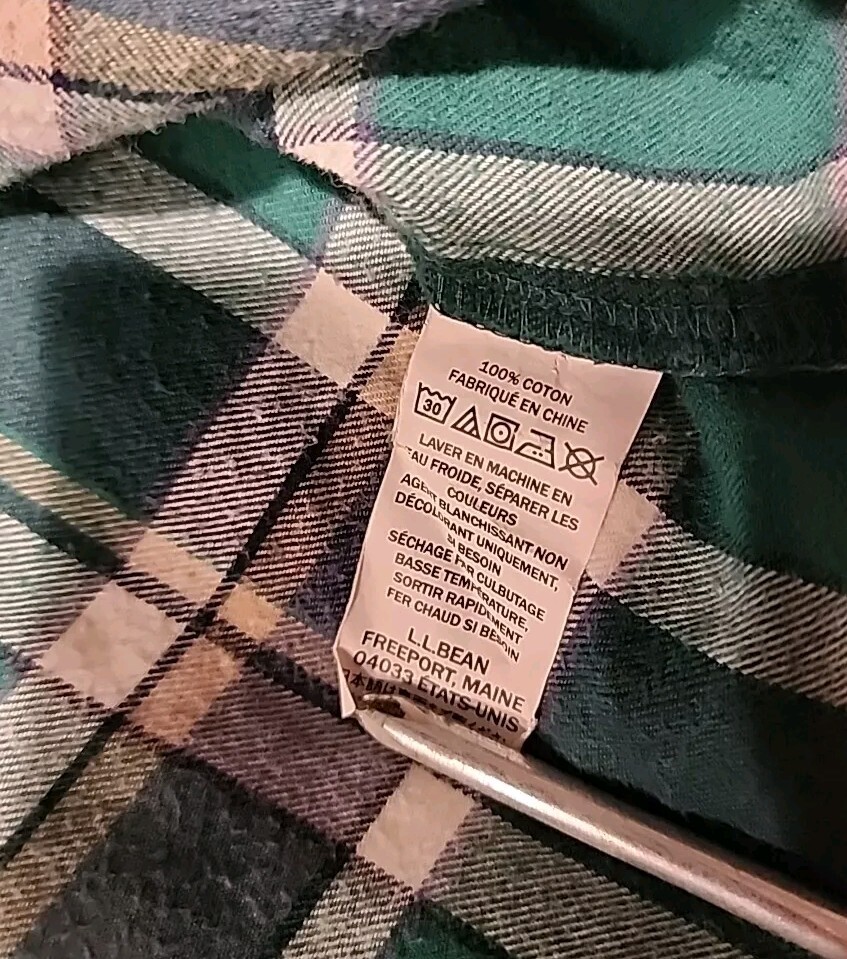 100% COTON
FABRIQUÉ EN CHINE
30
LAVER EN MACHINE EN
EAU FROIDE, SÉPARER LES
COULEURS
AGENT BLANCHISSANT NON
DÉCOLORANT UNIQUEMENT,
SI BESOIN
SÉCHAGE PAR CULBUTAGE
BASSE TEMPÉRATURE.
SORTIR RAPIDEMENT
FER CHAUD SI BESOIN
L.L.BEAN
FREEPORT, MAINE
04033 ÉTATS-UNIS